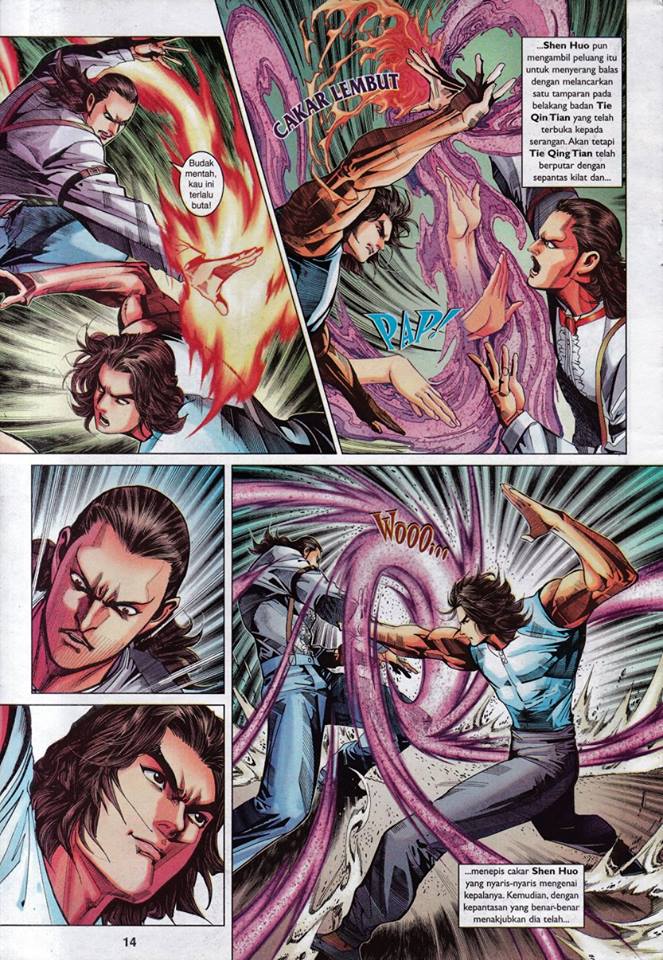 Budak
mentah,
kau ini
terlalu
buta!
CAKAR LEMBUT
...Shen Huo pun
mengambil peluang itu
untuk menyerang balas
dengan melancarkan
satu tamparan pada
belakang badan Tie
Qin Tian yang telah
terbuka kepada
serangan. Akan tetapi
Tie Qing Tian telah
berputar dengan
sepantas kilat dan...
PAP!
WOOO...
...menepis cakar Shen Huo
yang nyaris-nyaris mengenai
kepalanya. Kemudian, dengan
kepantasan yang benar-benar
menakjubkan dia telah...
14